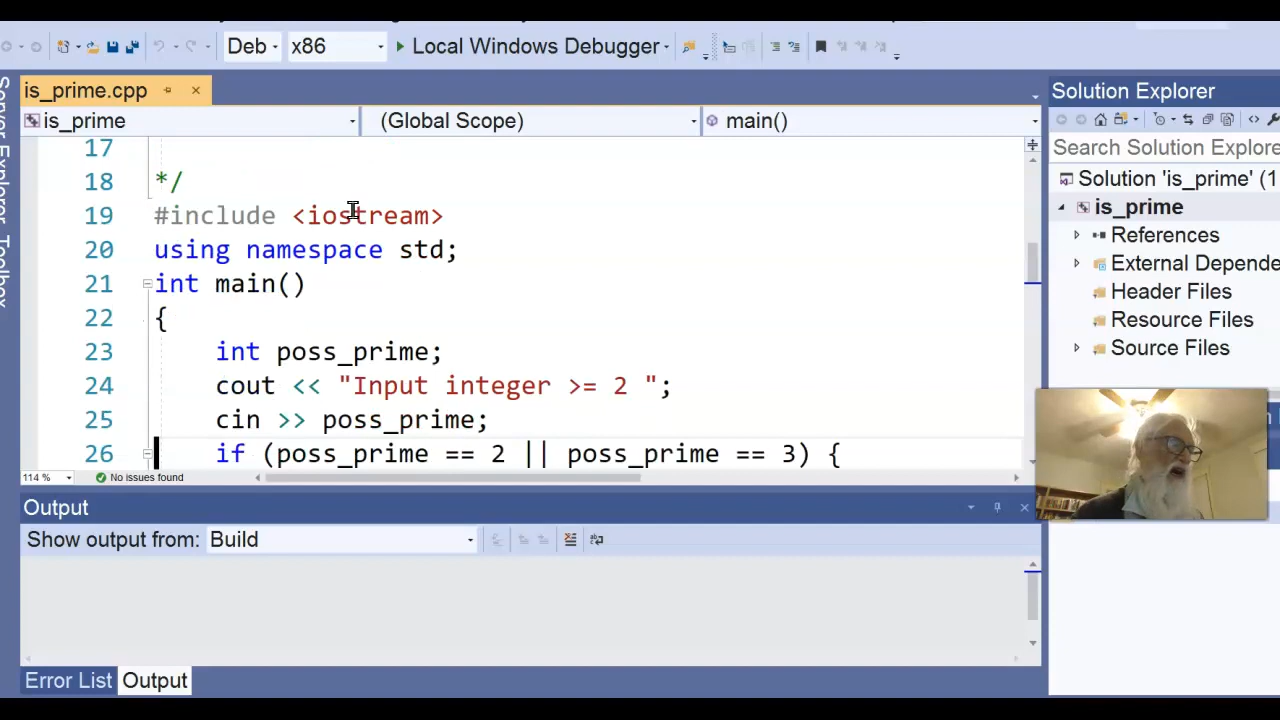 Deb x86 Local Windows Debugger
is_prime.cpp
is_prime (Global Scope) main()
17
18 */
19 #include <iostream>
20 using namespace std;
21 int main()
22 {
23 int poss_prime;
24 cout << "Input integer >= 2 ";
25 cin >> poss_prime;
26 if (poss_prime == 2 || poss_prime == 3) {
114 % No issues found
Output
Show output from: Build
Error List Output
Server Explorer Toolbox
Solution Explorer
Search Solution Explore
Solution 'is_prime' (1
is_prime
References
External Depende
Header Files
Resource Files
Source Files